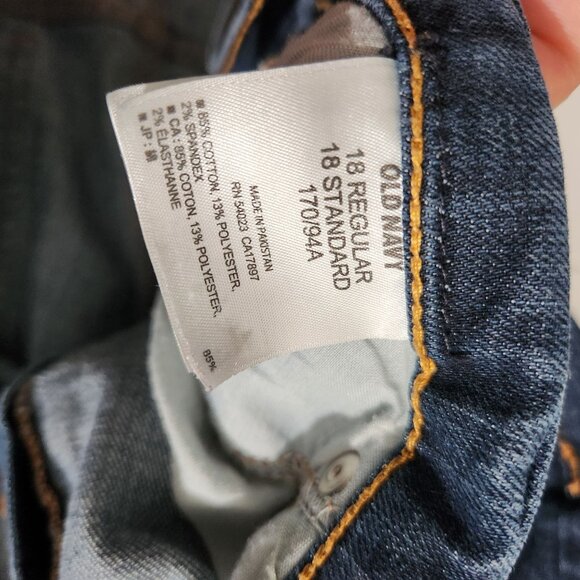 OLD NAVY
18 REGULAR
18 STANDARD
170/94A
MADE IN PAKISTAN
RN 54023 CA17897
■ 85% COTTON, 13% POLYESTER,
2% SPANDEX
■ CA : 85% COTON, 13% POLYESTER,
2% ÉLASTHANNE
■ JP : 綿
85%